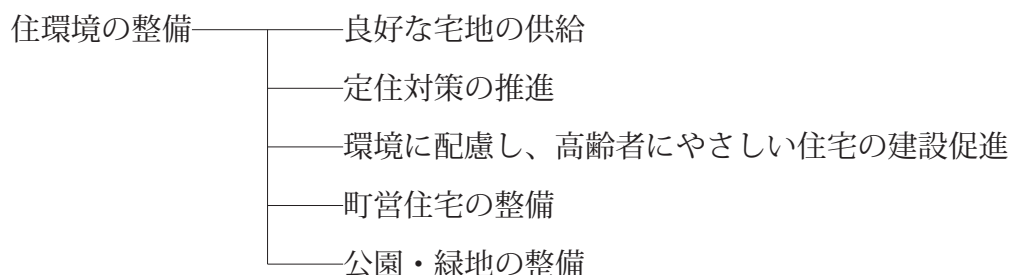 住環境の整備
良好な宅地の供給
定住対策の推進
環境に配慮し、高齢者にやさしい住宅の建設促進
町営住宅の整備
公園・緑地の整備